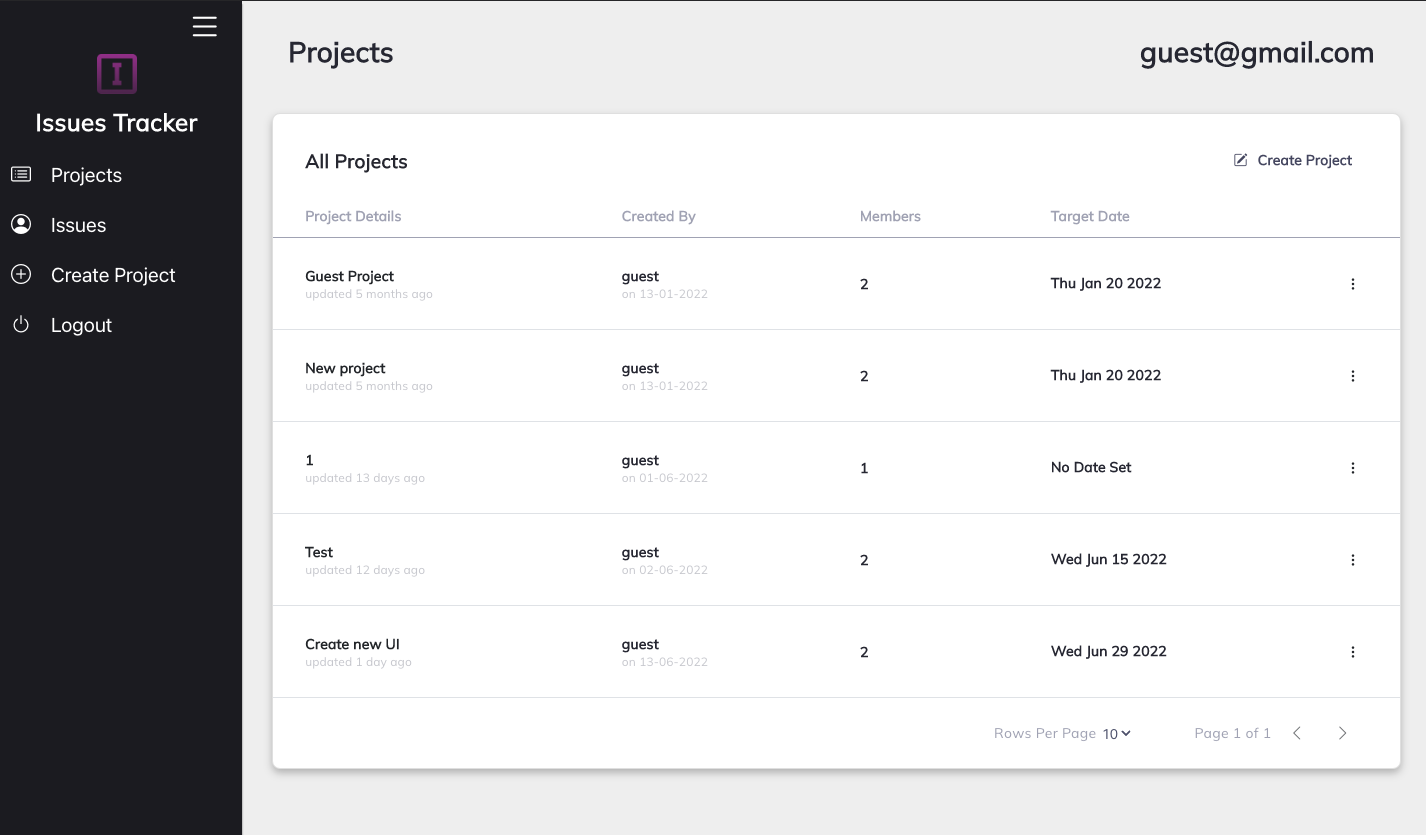 I
Issues Tracker
Projects
Issues
Create Project
Logout
Projects
guest@gmail.com
All Projects
Create Project
Project Details Created By Members Target Date
Guest Project guest 2 Thu Jan 20 2022
updated 5 months ago on 13-01-2022
New project guest 2 Thu Jan 20 2022
updated 5 months ago on 13-01-2022
1 guest 1 No Date Set
updated 13 days ago on 01-06-2022
Test guest 2 Wed Jun 15 2022
updated 12 days ago on 02-06-2022
Create new UI guest 2 Wed Jun 29 2022
updated 1 day ago on 13-06-2022
Rows Per Page 10 Page 1 of 1